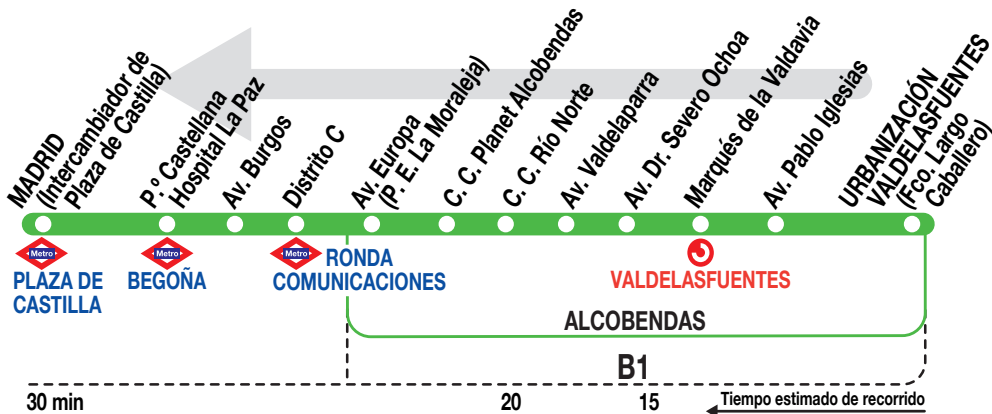 MADRID
(Intercambiador de
Plaza de Castilla)
P.º Castellana
Hospital La Paz
Av. Burgos
Distrito C
Av. Europa
(P. E. La Moraleja)
C. C. Planet Alcobendas
C. C. Río Norte
Av. Valdelaparra
Av. Dr. Severo Ochoa
Marqués de la Valdavia
Av. Pablo Iglesias
URBANIZACIÓN
VALDELASFUENTES
(Fco. Largo
Caballero)
Metro
PLAZA DE
CASTILLA
Metro
BEGOÑA
Metro
RONDA
COMUNICACIONES
VALDELASFUENTES
ALCOBENDAS
B1
30 min
20
15
Tiempo estimado de recorrido